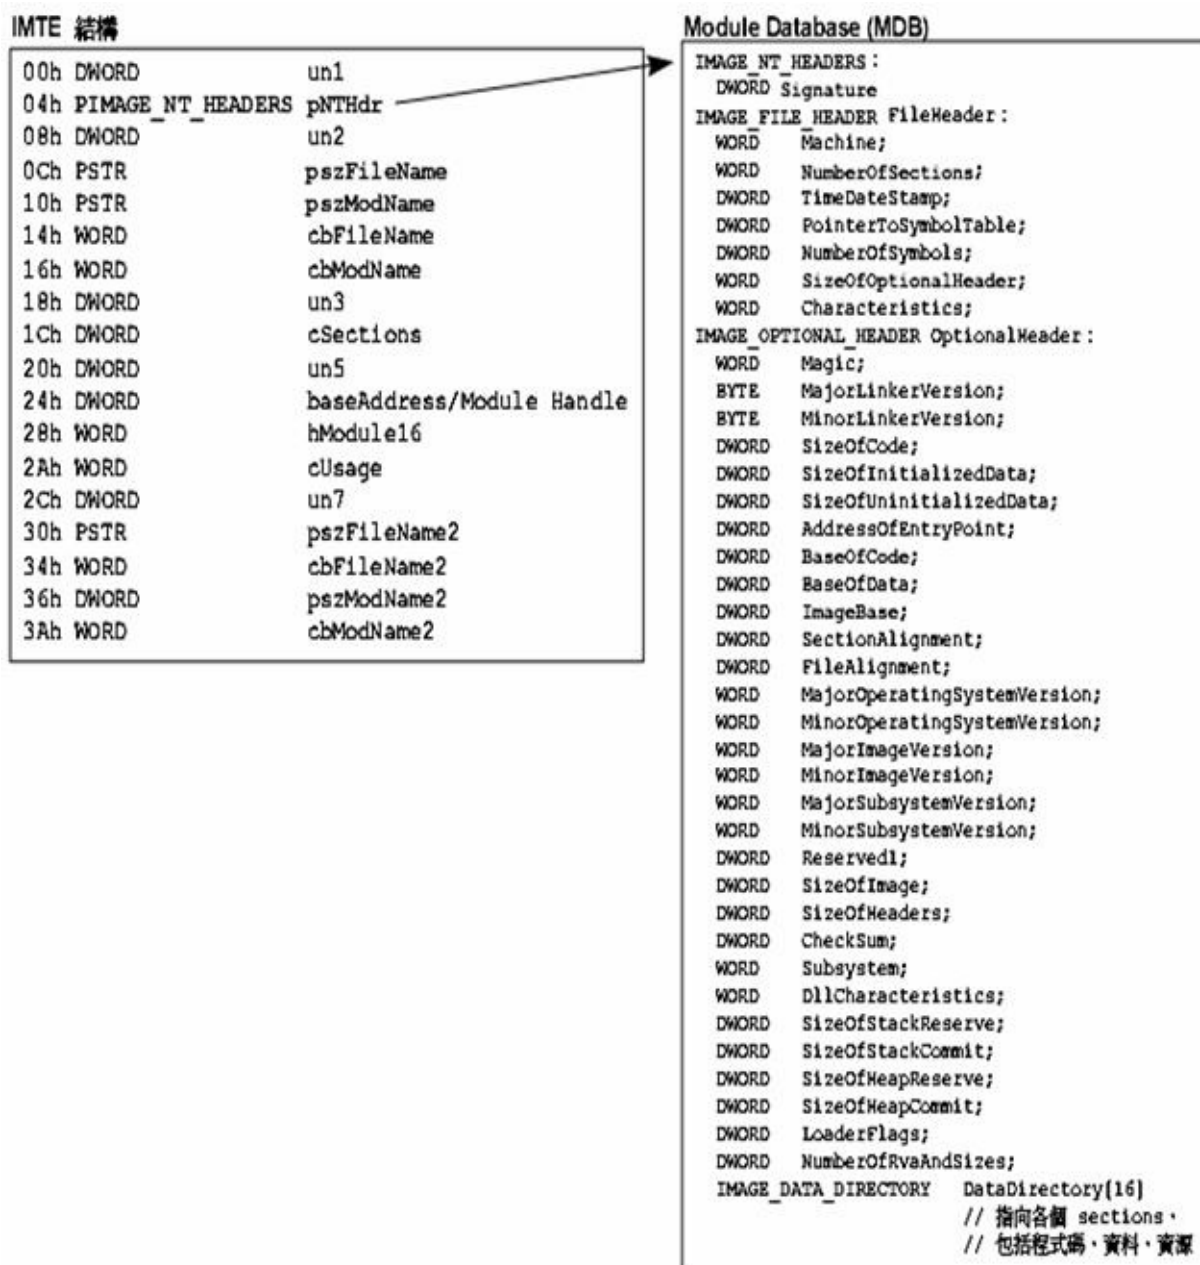 IMTE 結構
00h DWORD un1
04h PIMAGE_NT_HEADERS pNTHdr
08h DWORD un2
0Ch PSTR pszFileName
10h PSTR pszModName
14h WORD cbFileName
16h WORD cbModName
18h DWORD un3
1Ch DWORD cSections
20h DWORD un5
24h DWORD baseAddress/Module Handle
28h WORD hModule16
2Ah WORD cUsage
2Ch DWORD un7
30h PSTR pszFileName2
34h WORD cbFileName2
36h DWORD pszModName2
3Ah WORD cbModName2
Module Database (MDB)
IMAGE_NT_HEADERS：
DWORD Signature
IMAGE_FILE_HEADER FileHeader：
WORD Machine;
WORD NumberOfSections;
DWORD TimeDateStamp;
DWORD PointerToSymbolTable;
DWORD NumberOfSymbols;
WORD SizeOfOptionalHeader;
WORD Characteristics;
IMAGE_OPTIONAL_HEADER OptionalHeader：
WORD Magic;
BYTE MajorLinkerVersion;
BYTE MinorLinkerVersion;
DWORD SizeOfCode;
DWORD SizeOfInitializedData;
DWORD SizeOfUninitializedData;
DWORD AddressOfEntryPoint;
DWORD BaseOfCode;
DWORD BaseOfData;
DWORD ImageBase;
DWORD SectionAlignment;
DWORD FileAlignment;
WORD MajorOperatingSystemVersion;
WORD MinorOperatingSystemVersion;
WORD MajorImageVersion;
WORD MinorImageVersion;
WORD MajorSubsystemVersion;
WORD MinorSubsystemVersion;
DWORD Reserved1;
DWORD SizeOfImage;
DWORD SizeOfHeaders;
DWORD CheckSum;
WORD Subsystem;
WORD DllCharacteristics;
DWORD SizeOfStackReserve;
DWORD SizeOfStackCommit;
DWORD SizeOfHeapReserve;
DWORD SizeOfHeapCommit;
DWORD LoaderFlags;
DWORD NumberOfRvaAndSizes;
IMAGE_DATA_DIRECTORY DataDirectory[16]
// 指向各個 sections，
// 包括程式碼、資料、資源